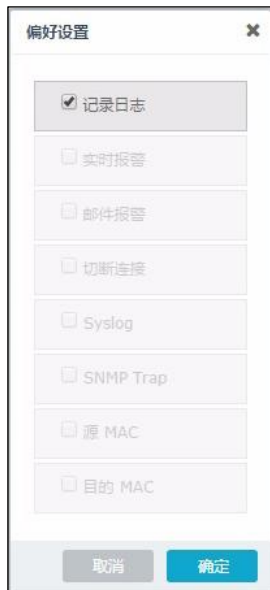 偏好设置
记录日志
实时报警
邮件报警
切断连接
Syslog
SNMP Trap
源 MAC
目的 MAC
取消
确定